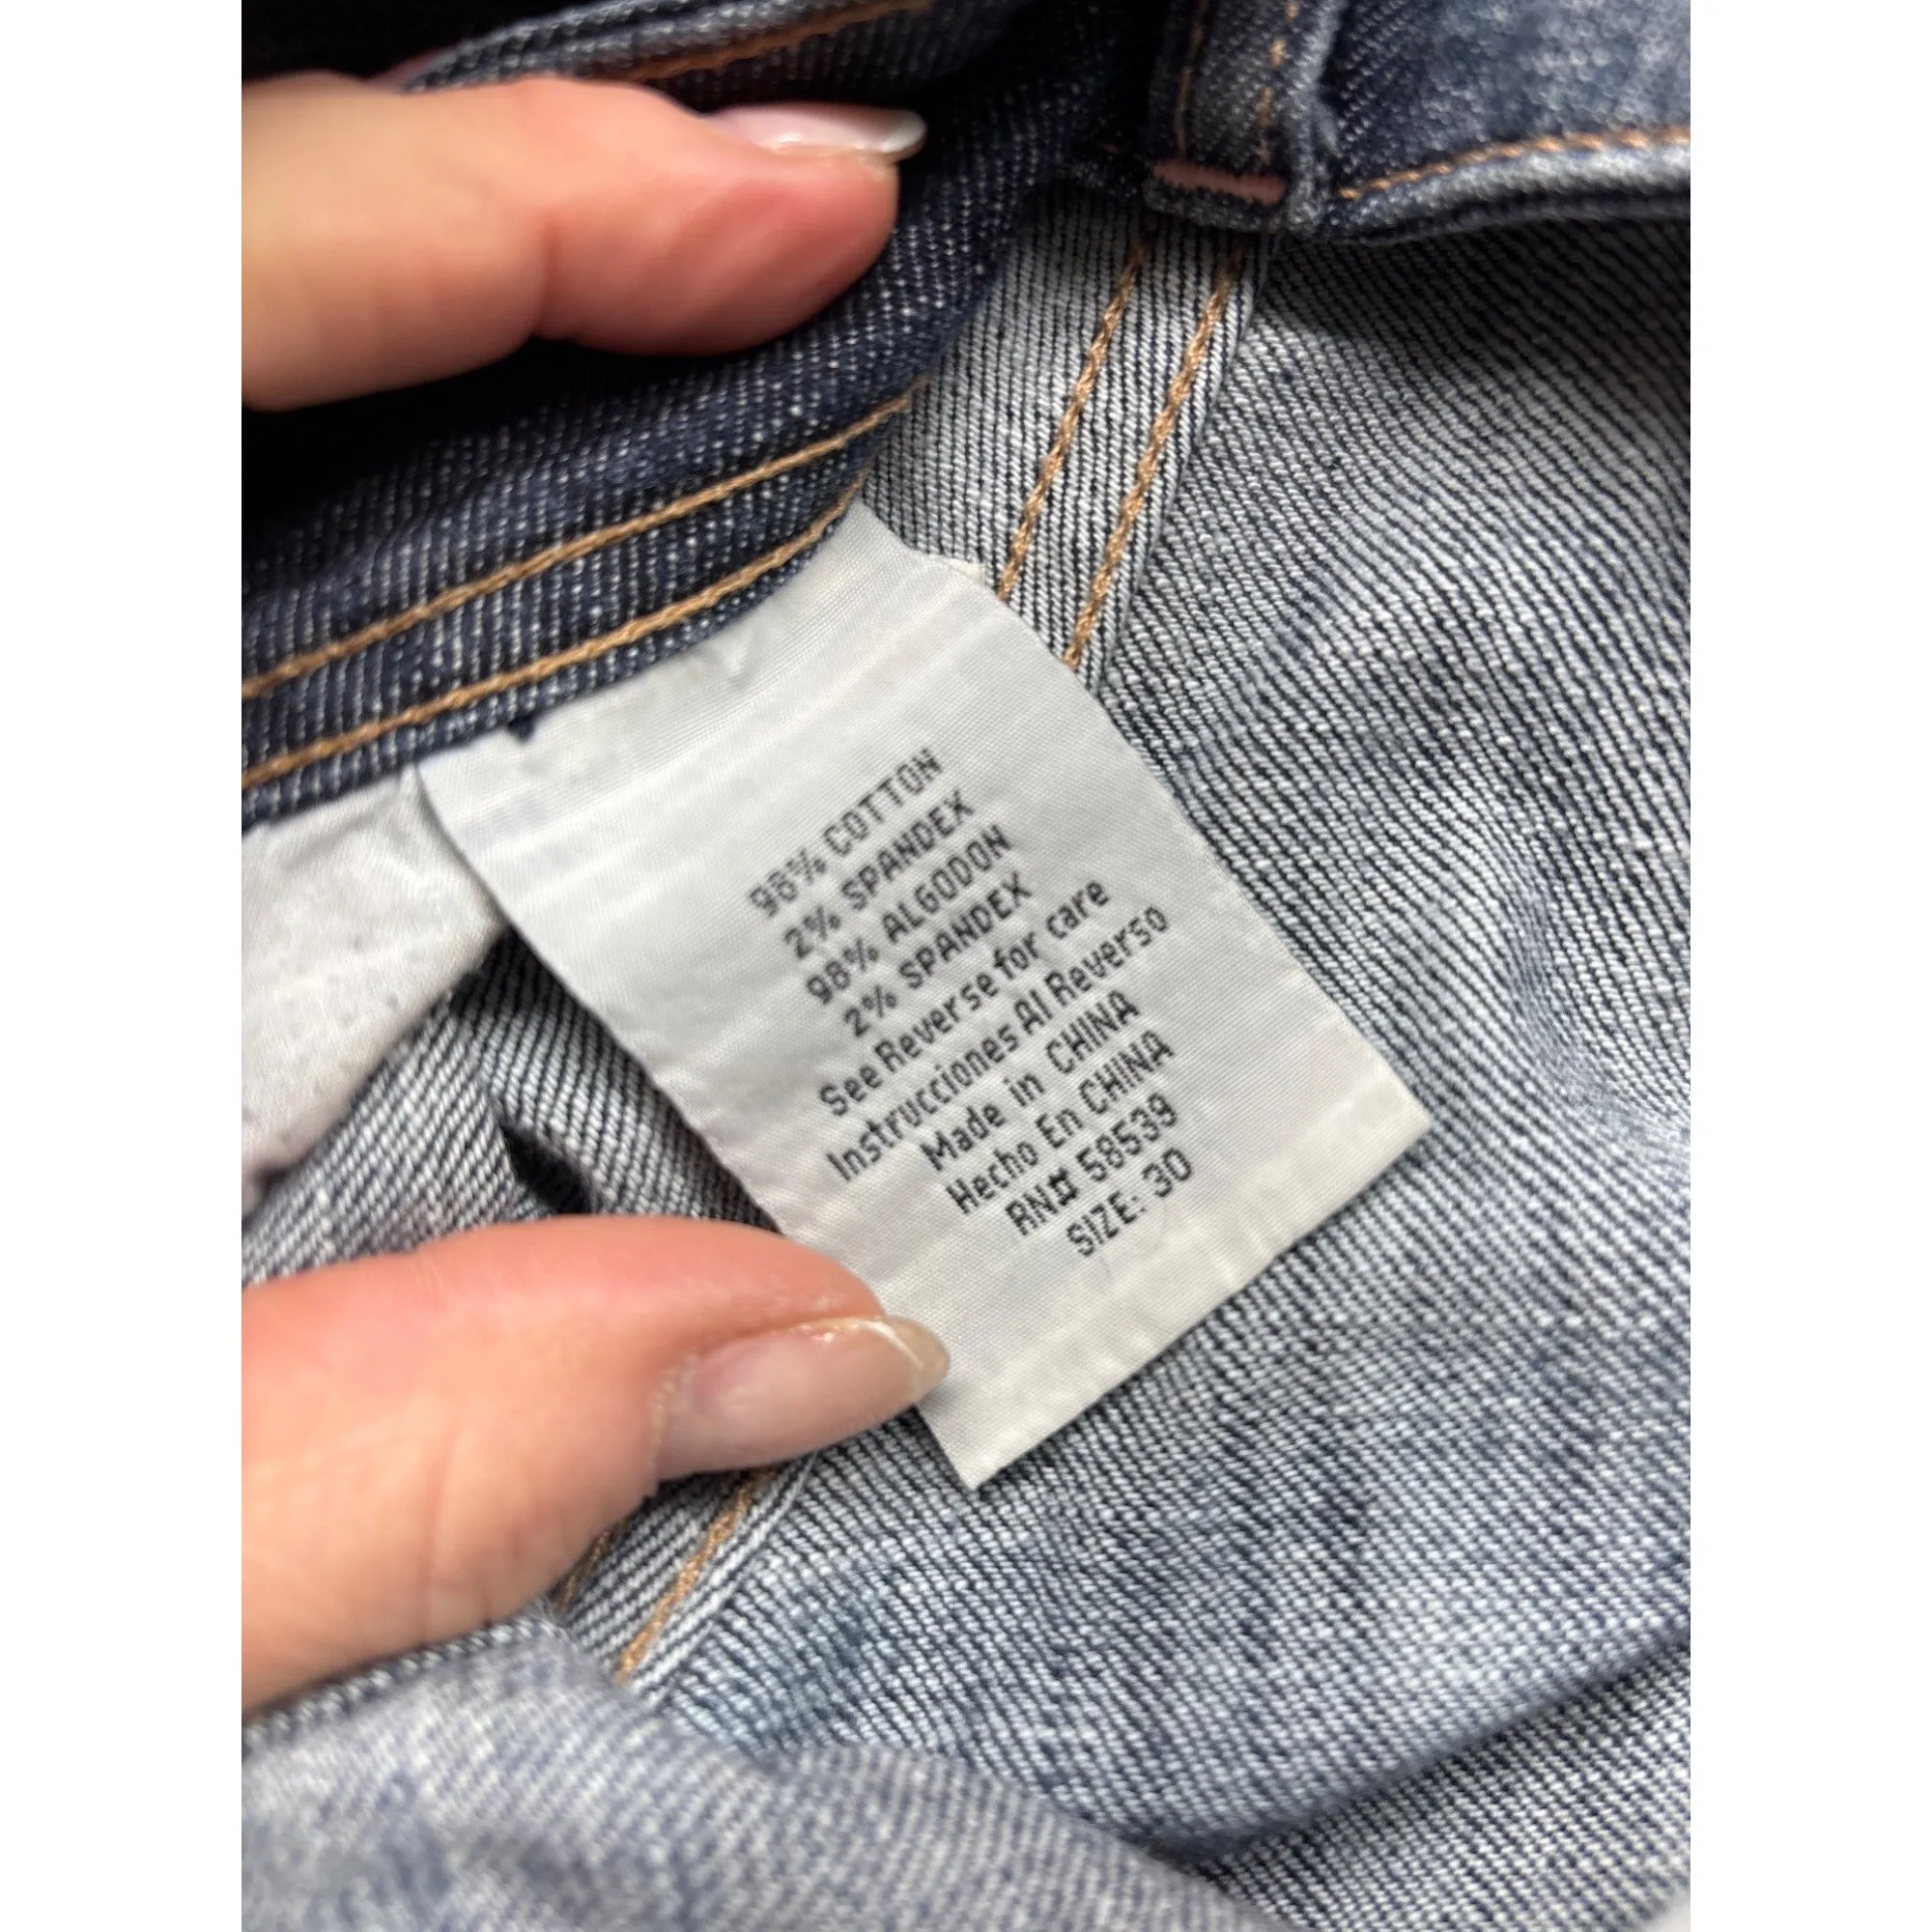 98% COTTON
2% SPANDEX
98% ALGODON
2% SPANDEX
See Reverse for care
Instrucciones Al Reverso
Made in CHINA
Hecho En CHINA
RN# 58539
SIZE: 30